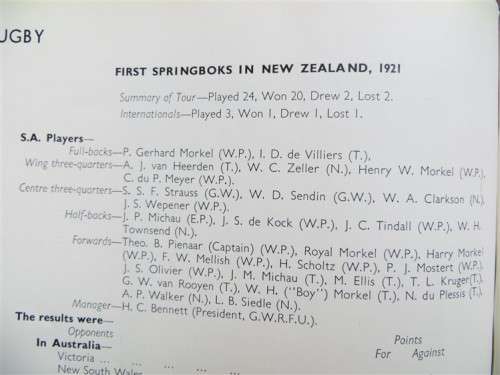 UGBY
FIRST SPRINGBOKS IN NEW ZEALAND, 1921
Summary of Tour—Played 24, Won 20, Drew 2, Lost 2.
Internationals—Played 3, Won 1, Drew 1, Lost 1.
S.A. Players—
Full-backs—P. Gerhard Morkel (W.P.), I. D. de Villiers (T.),
Wing three-quarters—A. J. van Heerden (T.), W. C. Zeller (N.), Henry W. Morkel (W.P.),
C. du P. Meyer (W.P.).
Centre three-quarters—S. S. F. Strauss (G.W.), W. D. Sendin (G.W.), W. A. Clarkson (N.),
J. S. Wepener (W.P.).
Half-backs—J. P. Michau (E.P.), J. S. de Kock (W.P.), J. C. Tindall (W.P.), W. H.
Townsend (N.).
Forwards—Theo. B. Pienaar (Captain) (W.P.), Royal Morkel (W.P.), Harry Morkel
(W.P.), F. W. Mellish (W.P.), H. Scholtz (W.P.), P. J. Mostert (W.P.),
J. S. Olivier (W.P.), J. M. Michau (T.), M. Ellis (T.), T. L. Kruger(T.),
G. W. van Rooyen (T.), W. H. ("Boy") Morkel (T.), N. du Plessis (T.),
A. P. Walker (N.), L. B. Siedle (N.).
Manager—H. C. Bennett (President, G.W.R.F.U.).
The results were—
Opponents Points
In Australia— For Against
Victoria ... ... ... ... ...
New South Wales